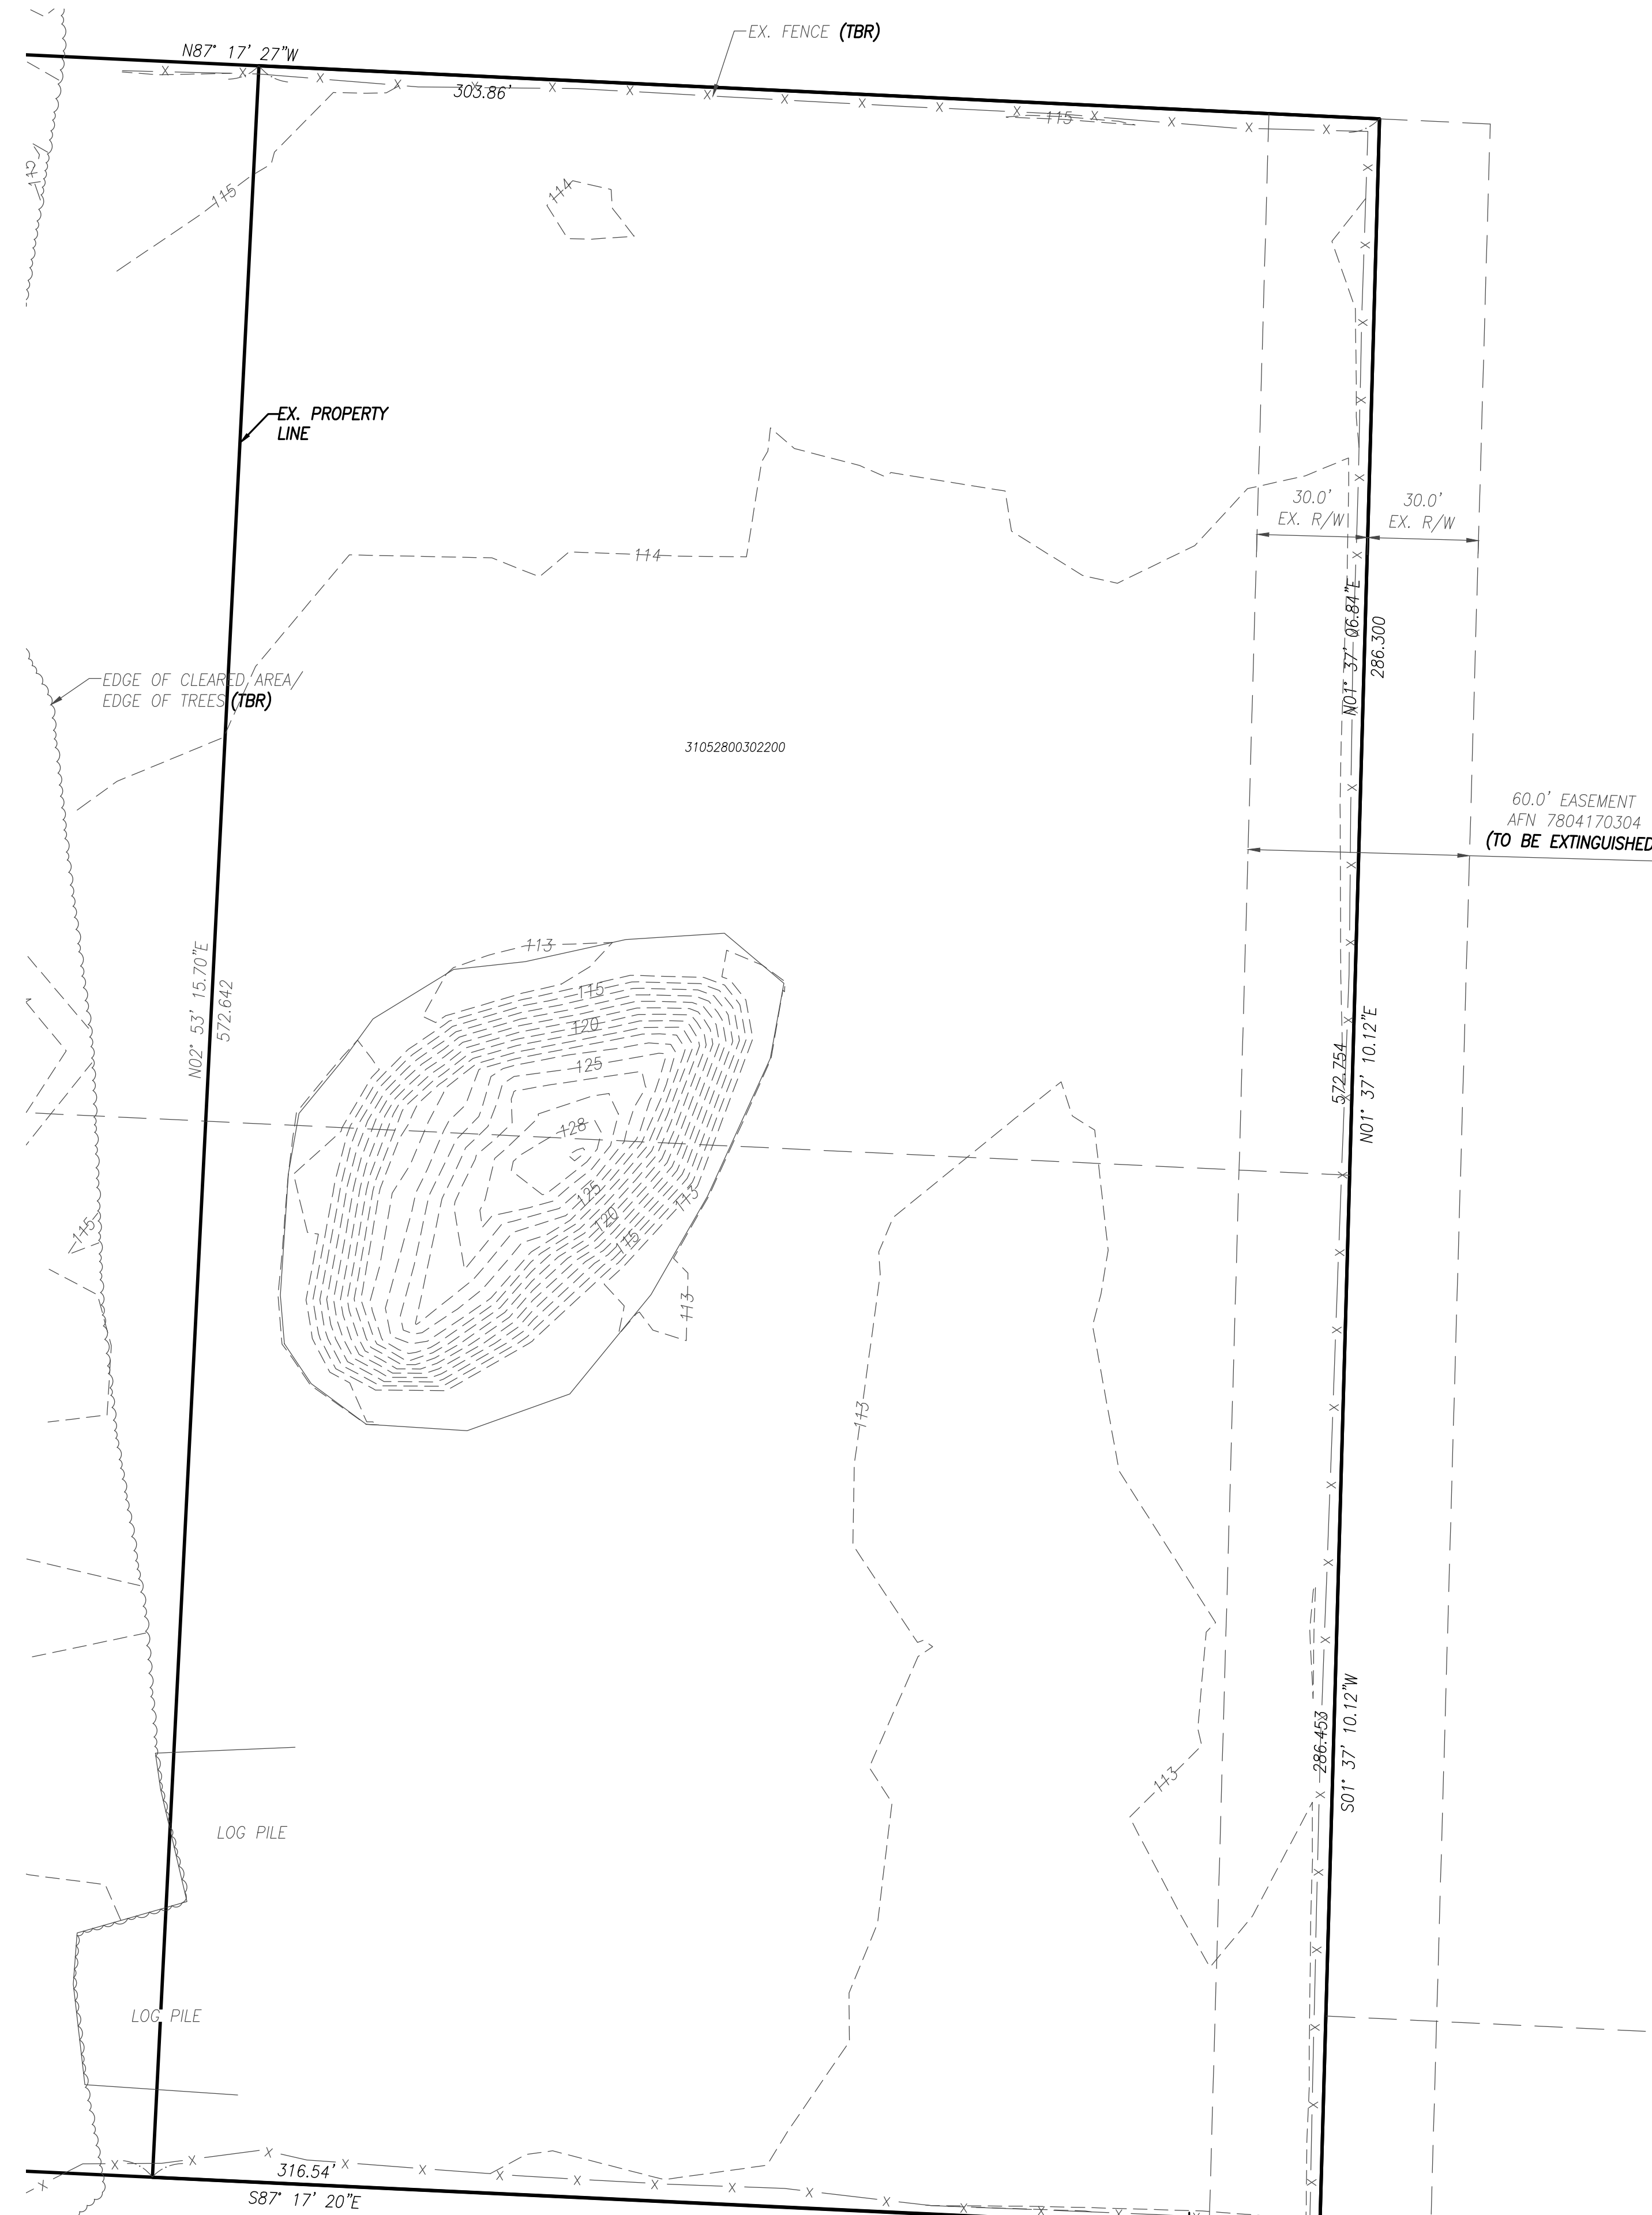 EX. FENCE (TBR)
N87° 17' 27"W
303.86'
115
114
115
EX. PROPERTY
LINE
30.0'
EX. R/W
30.0'
EX. R/W
114
N01° 37' 06.84"E
286.300
EDGE OF CLEARED AREA/
EDGE OF TREES (TBR)
31052800302200
60.0' EASEMENT
AFN 7804170304
(TO BE EXTINGUISHED
N02° 53' 15.70"E
572.642
113
115
120
125
128
125
120
115
113
113
572.754
N01° 37' 10.12"E
115
113
113
286.453
S01° 37' 10.12"W
LOG PILE
LOG PILE
316.54'
S87° 17' 20"E